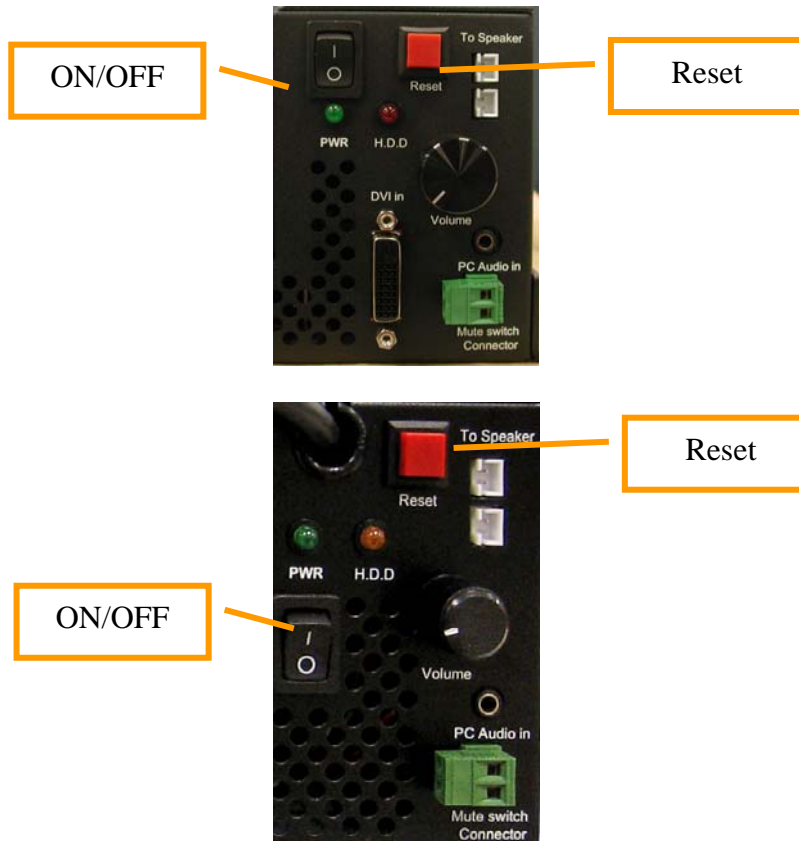 ON/OFF
I
O
To Speaker
Reset
Reset
PWR
H.D.D
DVI in
Volume
PC Audio in
Mute switch
Connector
To Speaker
Reset
Reset
PWR
H.D.D
ON/OFF
I
O
Volume
PC Audio in
Mute switch
Connector